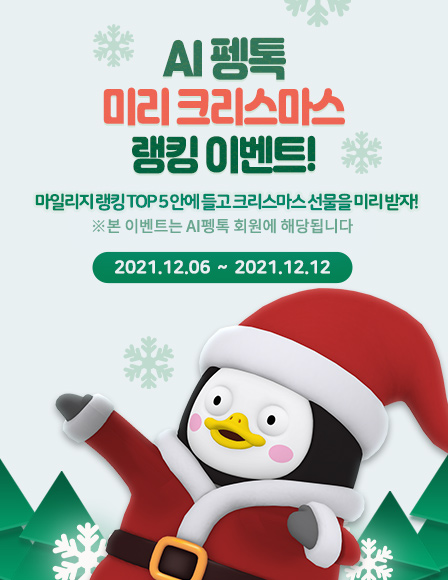 AI 펭톡
미리 크리스마스
랭킹 이벤트!
마일리지 랭킹 TOP 5 안에 들고 크리스마스 선물을 미리 받자!
※본 이벤트는 AI펭톡 회원에 해당됩니다
2021.12.06 ~ 2021.12.12